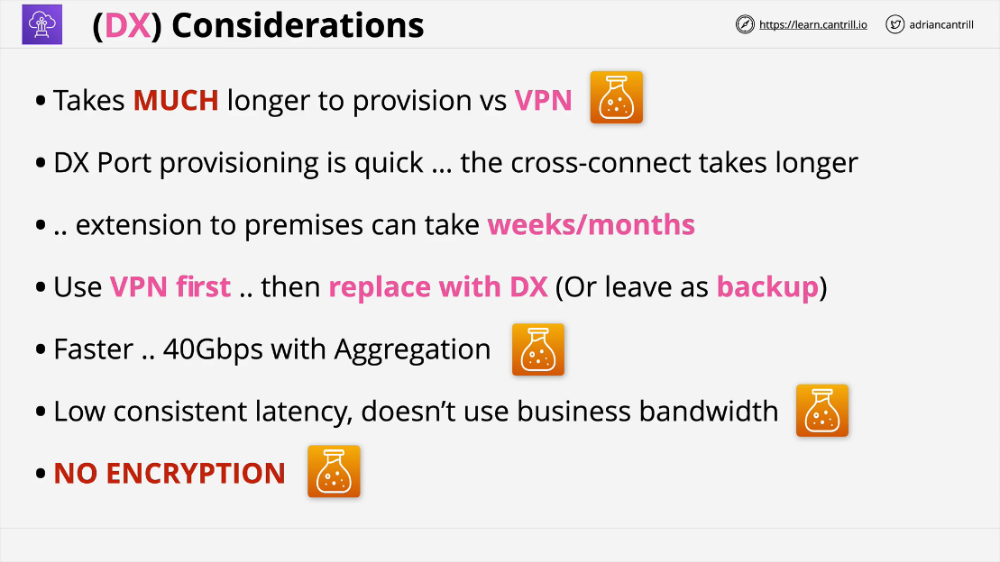 (DX) Considerations
https://learn.cantrill.io
adriancantrill
• Takes MUCH longer to provision vs VPN
• DX Port provisioning is quick ... the cross-connect takes longer
• .. extension to premises can take weeks/months
• Use VPN first .. then replace with DX (Or leave as backup)
• Faster .. 40Gbps with Aggregation
• Low consistent latency, doesn’t use business bandwidth
• NO ENCRYPTION